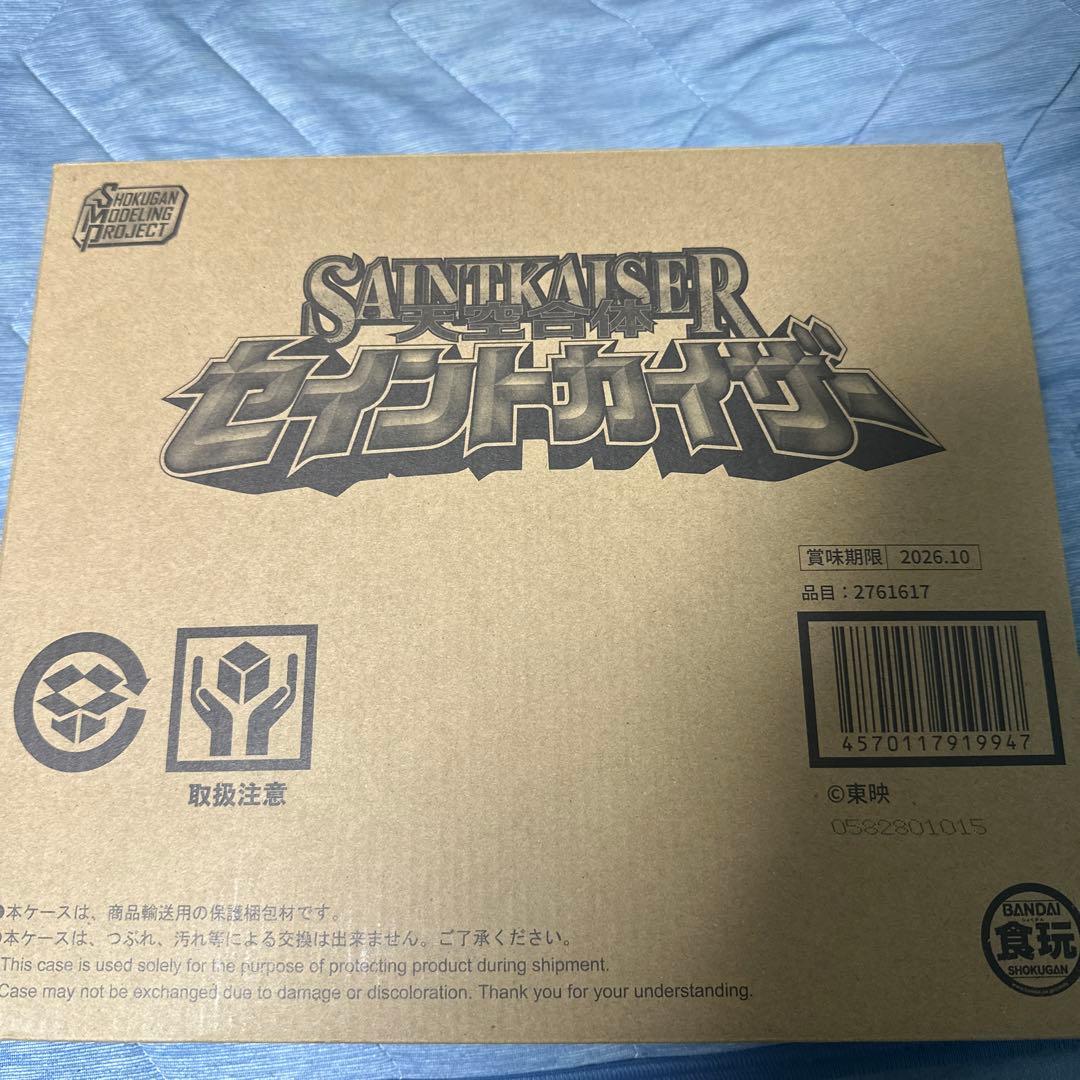 SHOKUGAN
MODELING
PROJECT
SAINTKAISER
天空合体
セイントカイザー
賞味期限 2026.10
品目：2761617
4570117919947
取扱注意
©東映
0582801015
●本ケースは、商品輸送用の保護梱包材です。
●本ケースは、つぶれ、汚れ等による交換は出来ません。ご了承ください。
This case is used solely for the purpose of protecting product during shipment.
Case may not be exchanged due to damage or discoloration. Thank you for your understanding.
BANDAI
しょくがん
食玩
SHOKUGAN